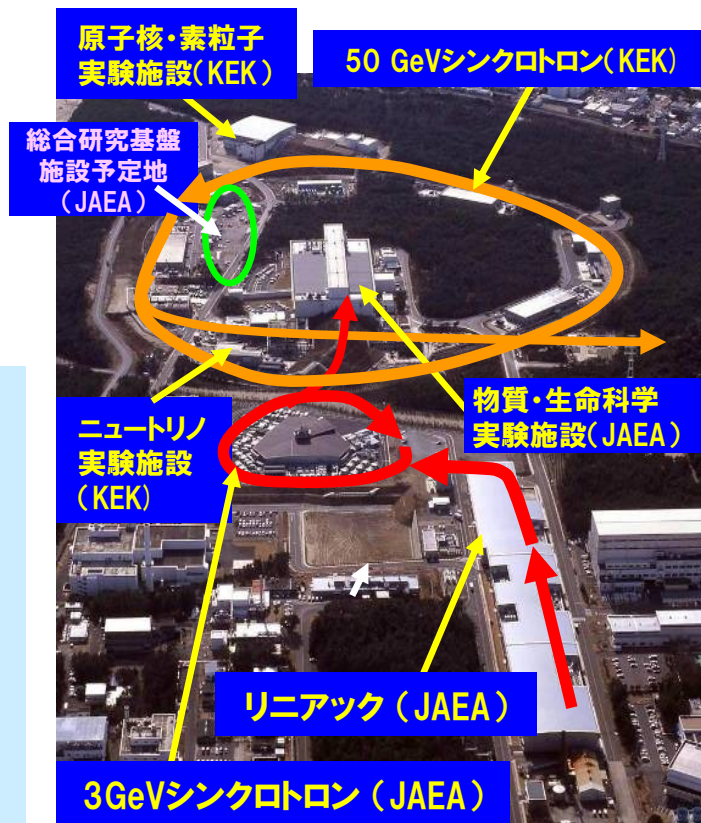 原子核・素粒子
実験施設(KEK)
50 GeVシンクロトロン(KEK)
総合研究基盤
施設予定地
(JAEA)
ニュートリノ
実験施設
(KEK)
物質・生命科学
実験施設(JAEA)
リニアック(JAEA)
3GeVシンクロトロン(JAEA)